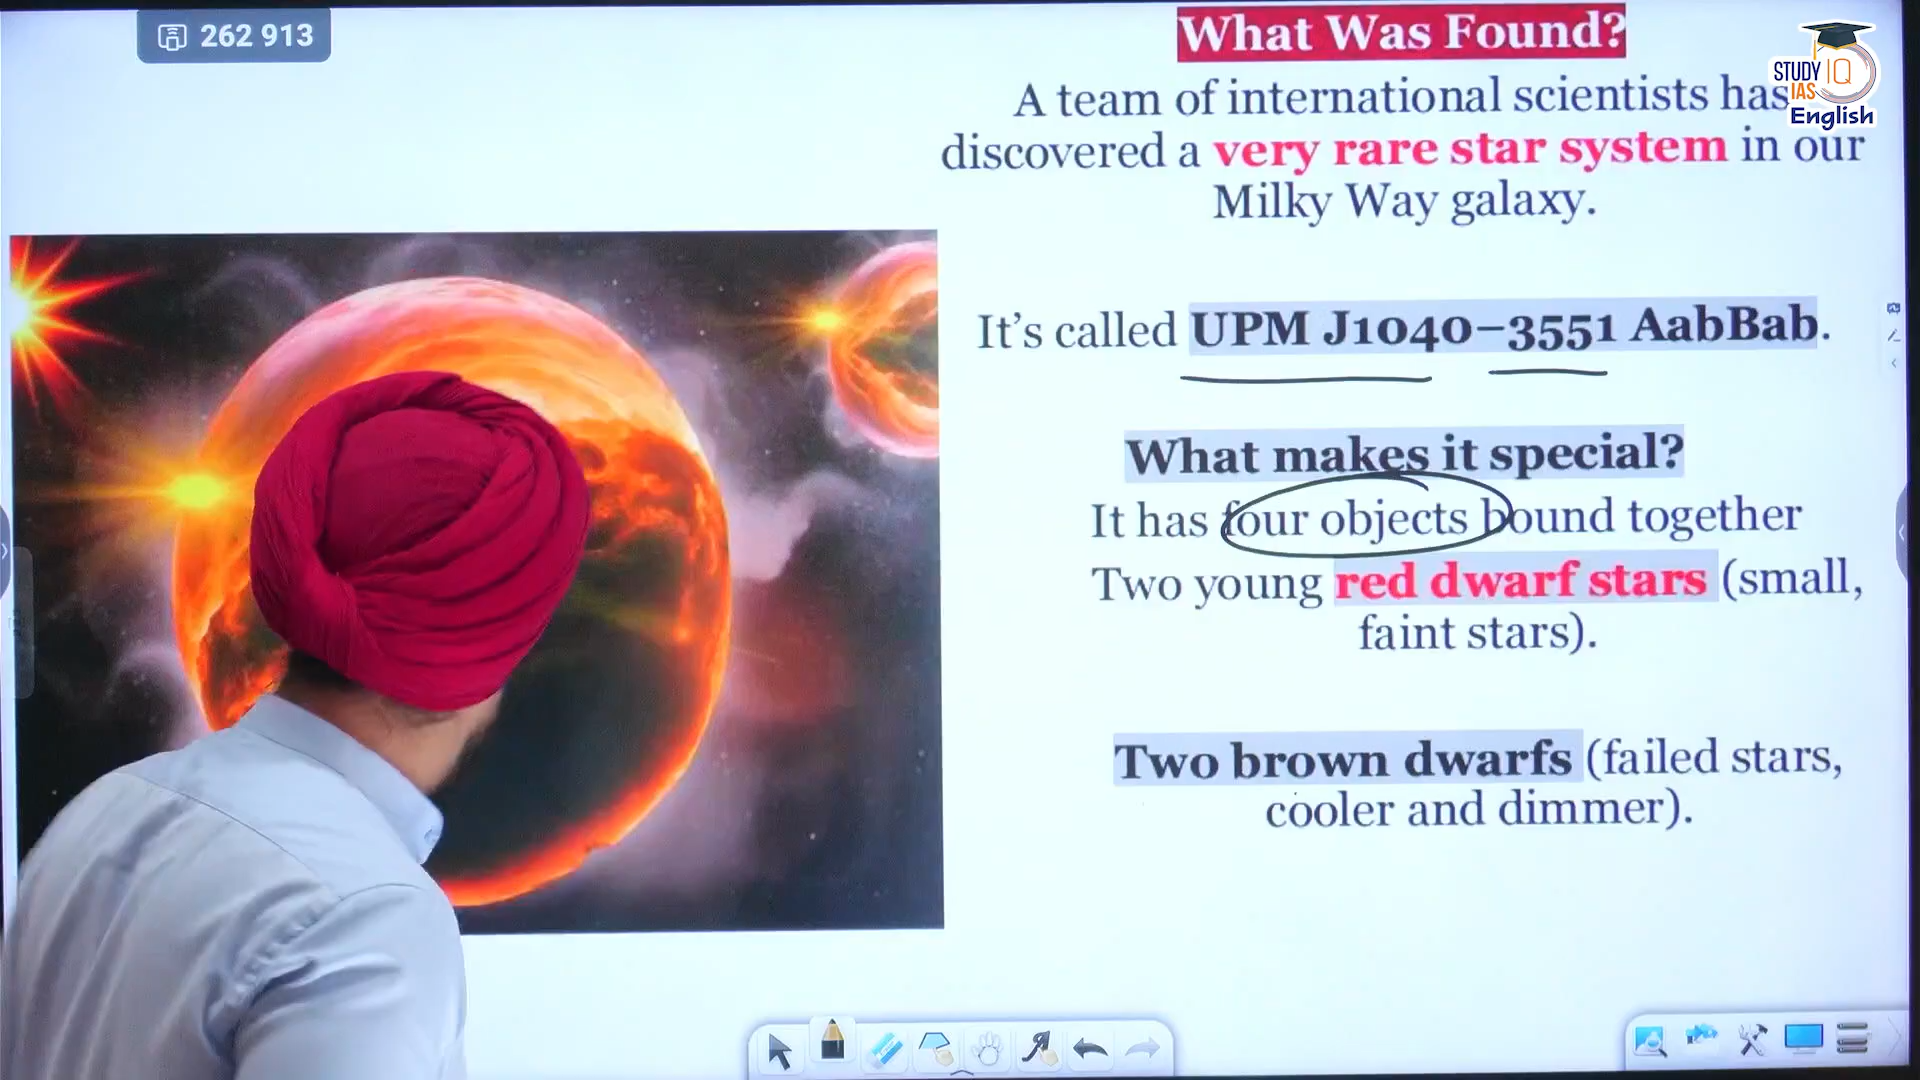 262 913
What Was Found?
STUDY IQ
IAS
English
A team of international scientists has
discovered a very rare star system in our
Milky Way galaxy.
It's called UPM J1040–3551 AabBab.
What makes it special?
It has four objects bound together
Two young red dwarf stars (small,
faint stars).
Two brown dwarfs (failed stars,
cooler and dimmer).